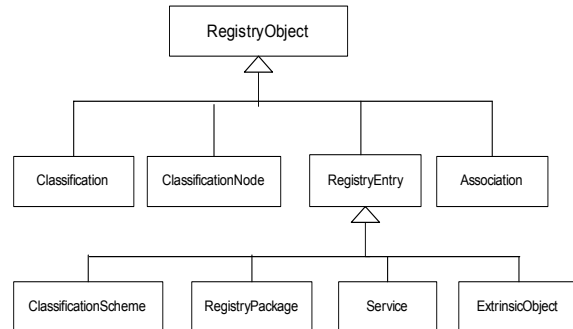 RegistryObject
Classification
ClassificationNode
RegistryEntry
Association
ClassificationScheme
RegistryPackage
Service
ExtrinsicObject